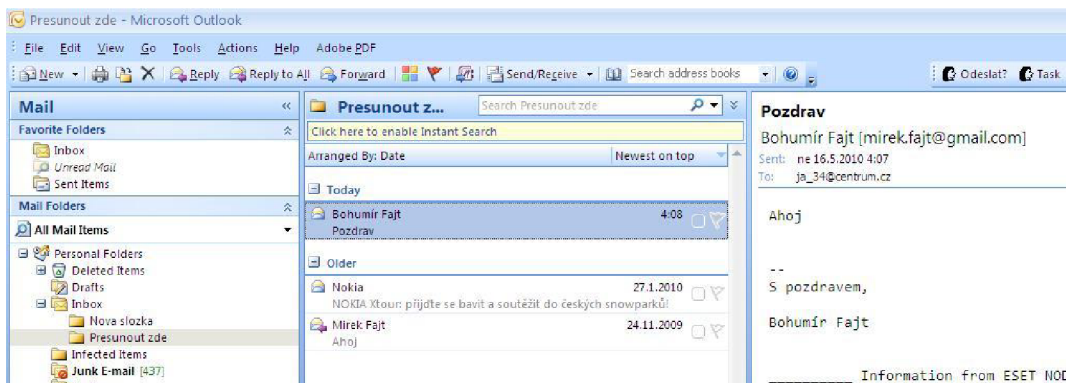 Presunout zde - Microsoft Outlook
File Edit View Go Tools Actions Help Adobe PDF
New Reply Reply to All Forward Send/Receive Search address books Odeslat? Task
Mail «
Favorite Folders
Inbox
Unread Mail
Sent Items
Mail Folders
All Mail Items
Personal Folders
Deleted Items
Drafts
Inbox
Nova slozka
Presunout zde
Infected Items
Junk E-mail [437]
Presunout z... Search Presunout zde
Click here to enable Instant Search
Arranged By: Date Newest on top
Today
Bohumír Fajt 4:08
Pozdrav
Older
Nokia 27.1.2010
NOKIA Xtour: přijďte se bavit a soutěžit do českých snowparků!
Mirek Fajt 24.11.2009
Ahoj
Pozdrav
Bohumír Fajt [mirek.fajt@gmail.com]
Sent: ne 16.5.2010 4:07
To: ja_34@centrum.cz
Ahoj
--
S pozdravem,
Bohumír Fajt
__________ Information from ESET NOD